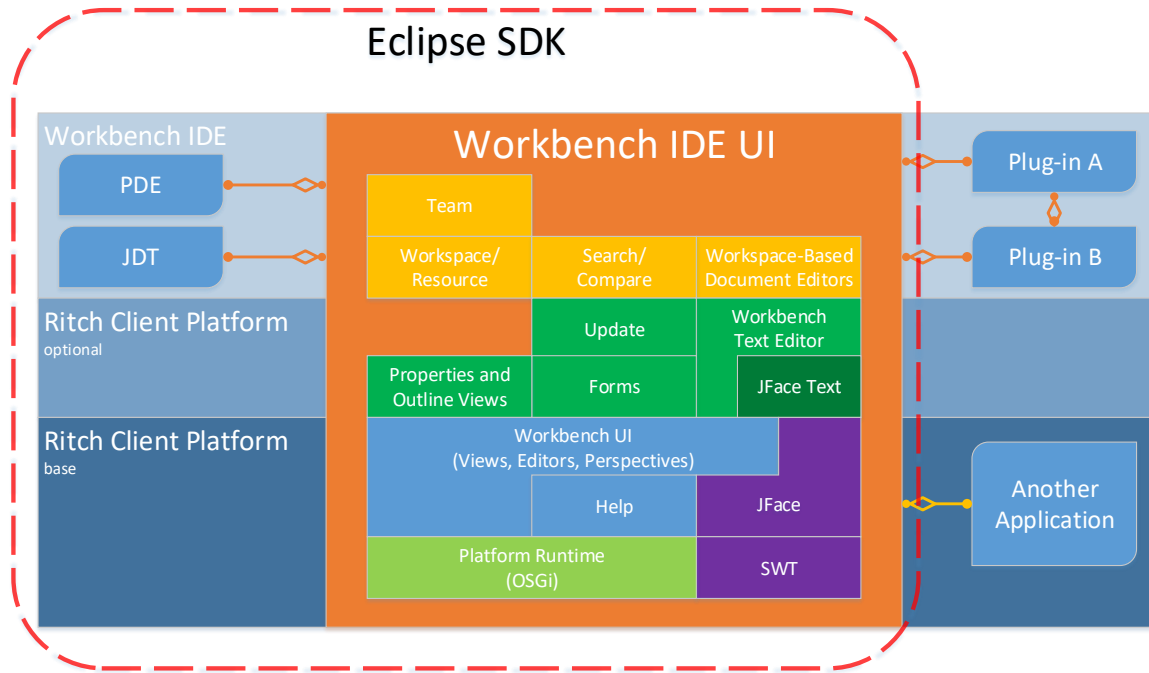 Eclipse SDK
Workbench IDE
PDE
JDT
Workbench IDE UI
Team
Workspace/
Resource
Search/
Compare
Workspace-Based
Document Editors
Plug-in A
Plug-in B
Ritch Client Platform
optional
Update
Workbench
Text Editor
Properties and
Outline Views
Forms
JFace Text
Ritch Client Platform
base
Workbench UI
(Views, Editors, Perspectives)
Help
JFace
Platform Runtime
(OSGi)
SWT
Another
Application